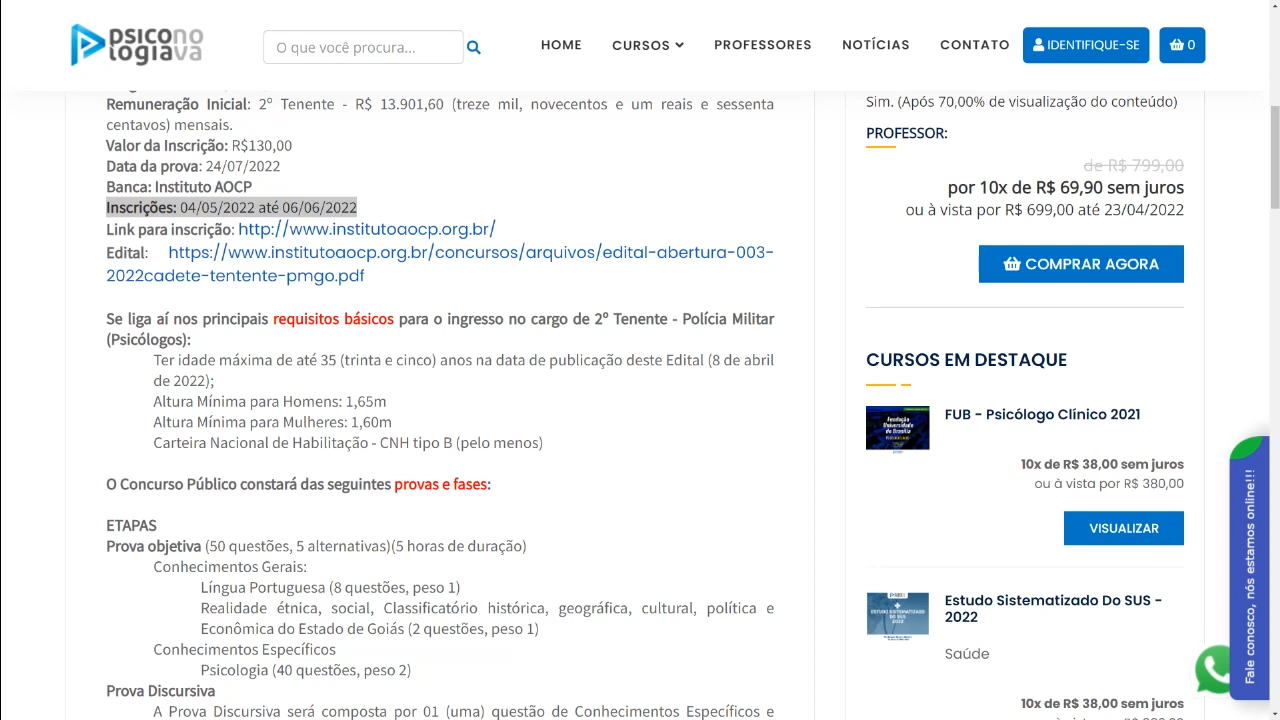 psicono
logiava
O que você procura...
HOME
CURSOS
PROFESSORES
NOTÍCIAS
CONTATO
IDENTIFIQUE-SE
0
Remuneração Inicial: 2º Tenente - R$ 13.901,60 (treze mil, novecentos e um reais e sessenta
centavos) mensais.
Valor da Inscrição: R$130,00
Data da prova: 24/07/2022
Banca: Instituto AOCP
Inscrições: 04/05/2022 até 06/06/2022
Link para inscrição: http://www.institutoaocp.org.br/
Edital: https://www.institutoaocp.org.br/concursos/arquivos/edital-abertura-003-
2022cadete-tentente-pmgo.pdf
Se liga aí nos principais requisitos básicos para o ingresso no cargo de 2º Tenente - Polícia Militar
(Psicólogos):
Ter idade máxima de até 35 (trinta e cinco) anos na data de publicação deste Edital (8 de abril
de 2022);
Altura Mínima para Homens: 1,65m
Altura Mínima para Mulheres: 1,60m
Carteira Nacional de Habilitação - CNH tipo B (pelo menos)
O Concurso Público constará das seguintes provas e fases:
ETAPAS
Prova objetiva (50 questões, 5 alternativas)(5 horas de duração)
Conhecimentos Gerais:
Língua Portuguesa (8 questões, peso 1)
Realidade étnica, social, Classificatório histórica, geográfica, cultural, política e
Econômica do Estado de Goiás (2 questões, peso 1)
Conhecimentos Específicos
Psicologia (40 questões, peso 2)
Prova Discursiva
A Prova Discursiva será composta por 01 (uma) questão de Conhecimentos Específicos e
Sim. (Após 70,00% de visualização do conteúdo)
PROFESSOR:
de R$ 799,00
por 10x de R$ 69,90 sem juros
ou à vista por R$ 699,00 até 23/04/2022
COMPRAR AGORA
CURSOS EM DESTAQUE
FUB - Psicólogo Clínico 2021
10x de R$ 38,00 sem juros
ou à vista por R$ 380,00
VISUALIZAR
Estudo Sistematizado Do SUS -
2022
Saúde
10x de R$ 38,00 sem juros
Fale conosco, nós estamos online!!!